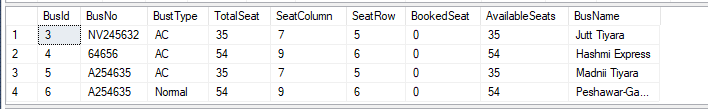 BusId BusNo BustType TotalSeat SeatColumn SeatRow BookedSeat AvailableSeats BusName
1 3 NV245632 AC 35 7 5 0 35 Jutt Tiyara
2 4 64656 AC 54 9 6 0 54 Hashmi Express
3 5 A254635 AC 35 7 5 0 35 Madnii Tiyara
4 6 A254635 Normal 54 9 6 0 54 Peshawar-Ga...